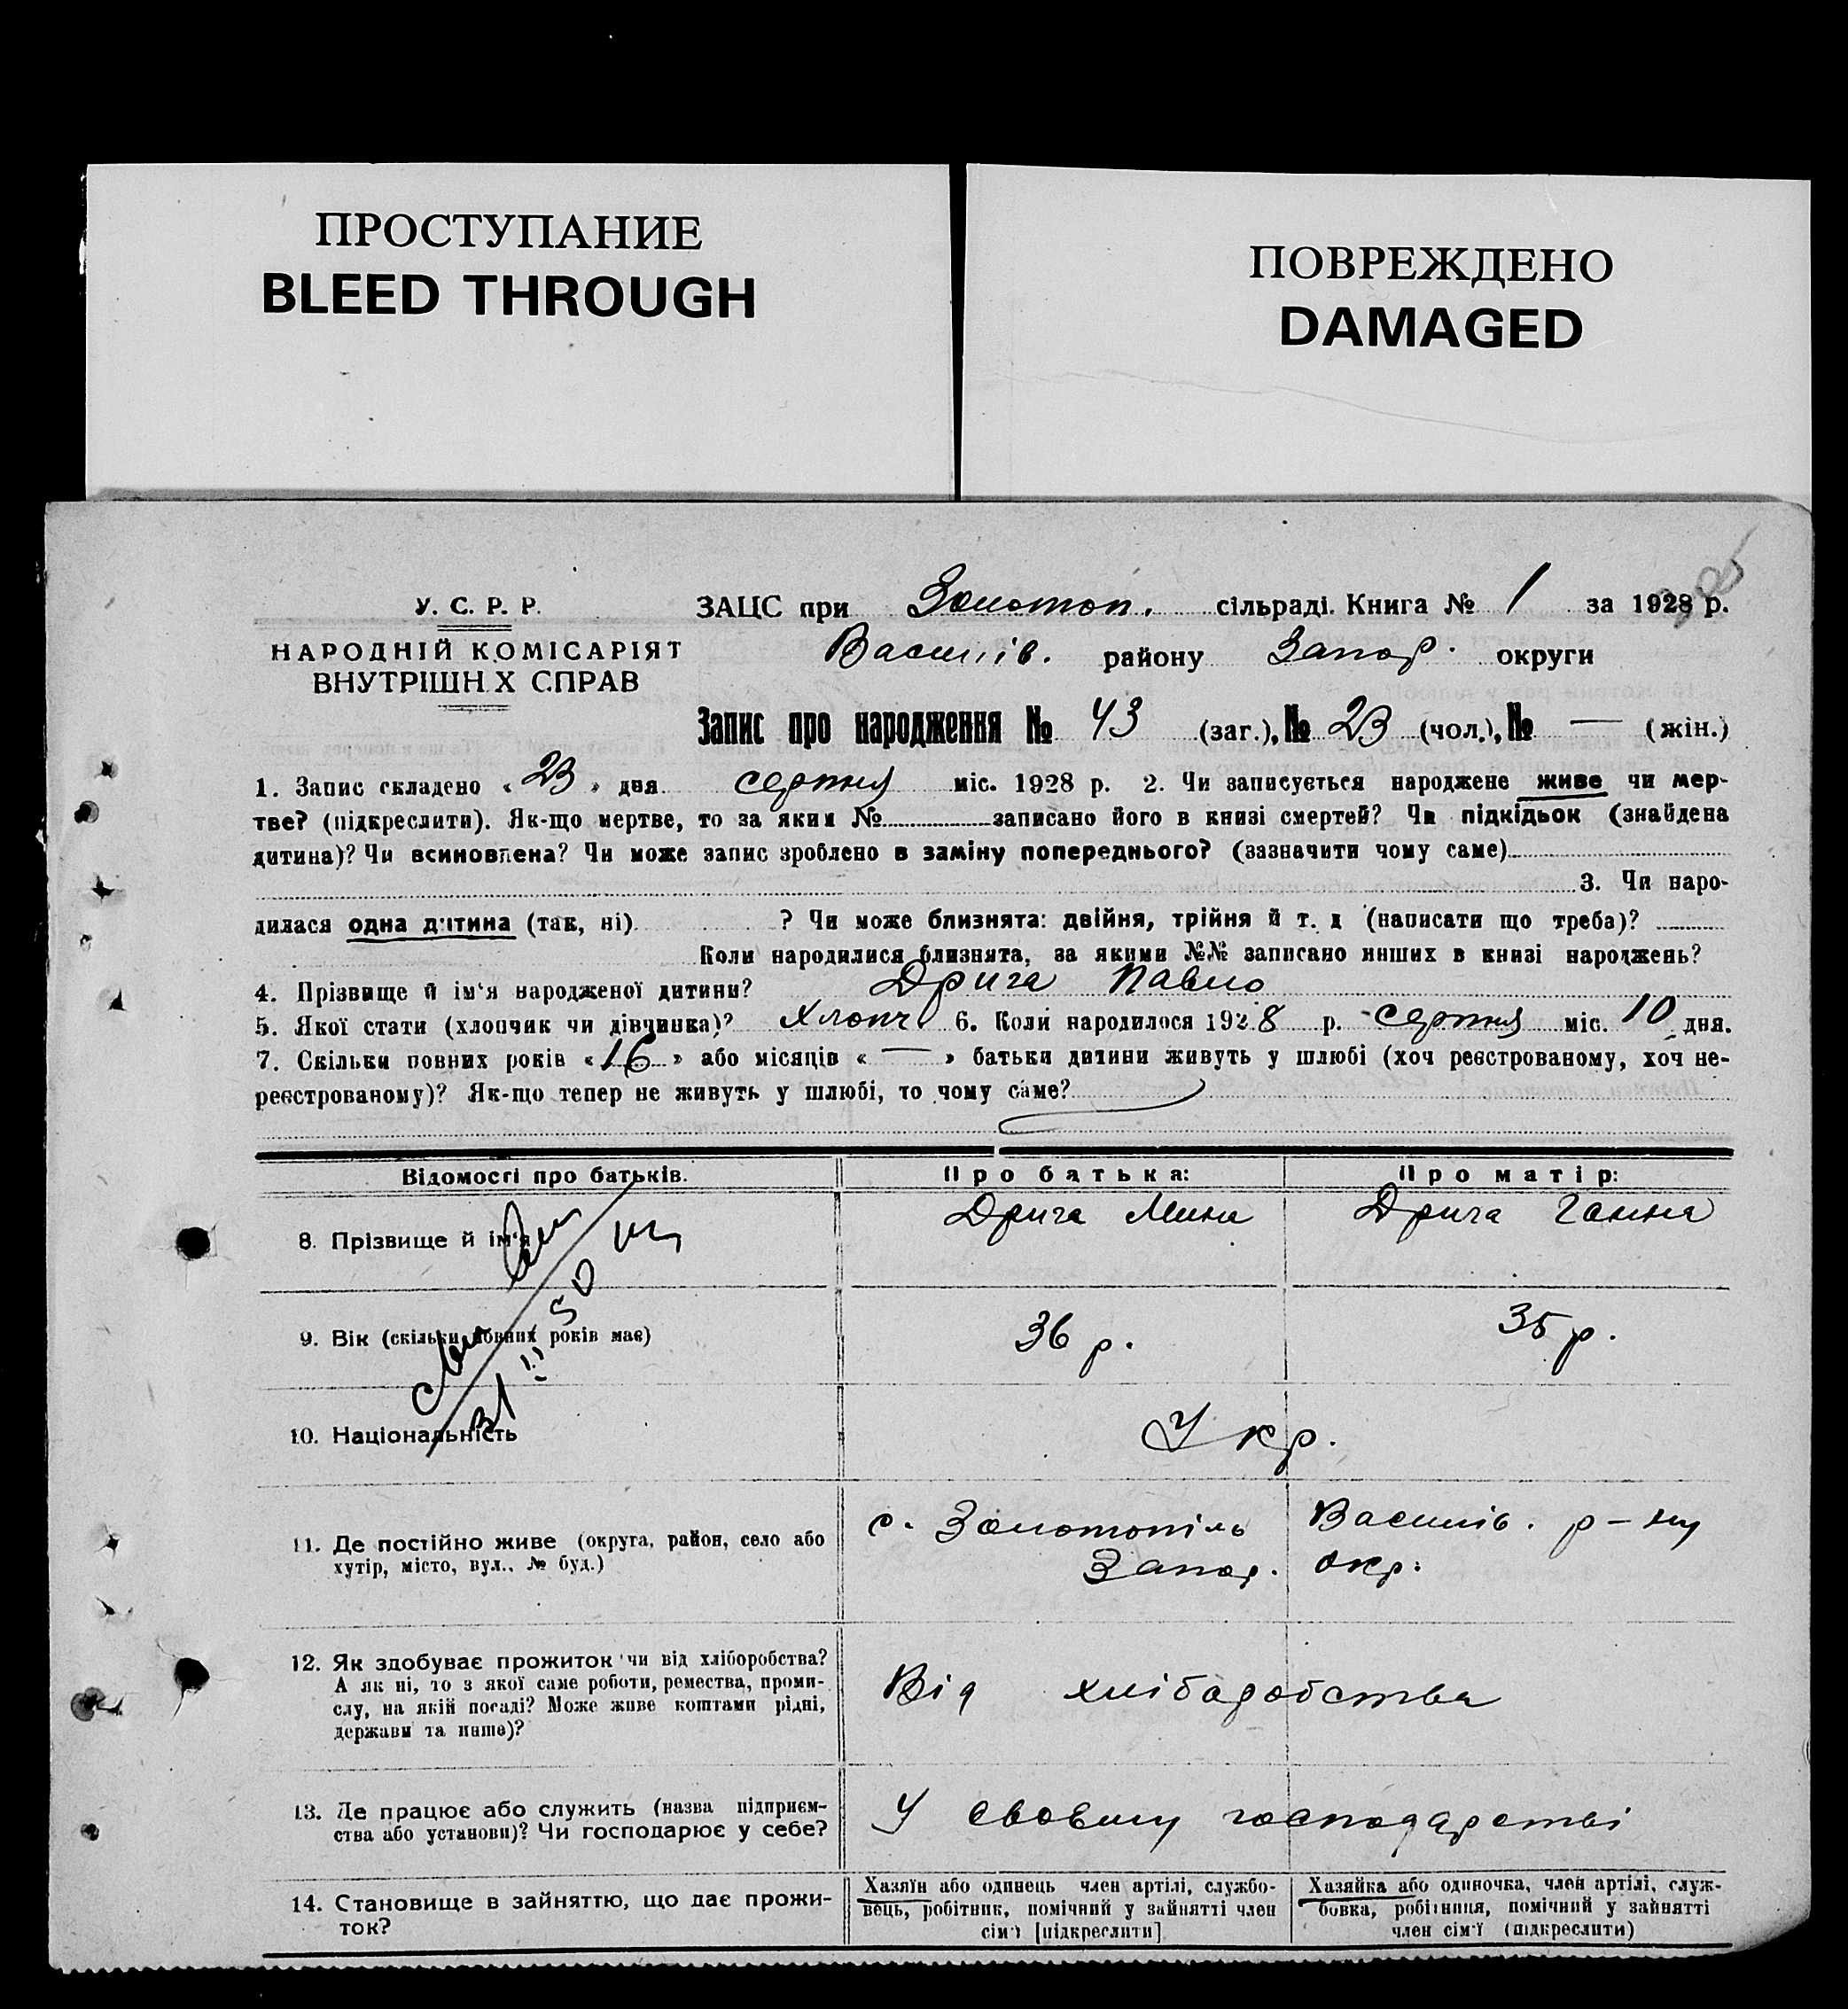 ПРОСТУПАНИЕ
BLEED THROUGH
ПОВРЕЖДЕНО
DAMAGED
У. С. Р. Р.
НАРОДНІЙ КОМІСАРІЯТ
ВНУТРІШН Х СПРАВ
ЗАЦС при Золотоп. сільраді. Книга № 1 за 1928 р.
Василів. району Запор. округи
Запис про народження № 43 (заг.), № 23 (чол.), № — (жін.)
1. Запис складено « 23 » дня серпня міс. 1928 р. 2. Чи записується народжене живе чи мер-
тве? (підкреслити). Як-що мертве, то за яким № записано його в книзі смертей? Чи підкідьок (знайдена
дитина)? Чи всиновлена? Чи може запис зроблено в заміну попереднього? (зазначити чому саме)
3. Чи наро-
дилася одна дитина (так, ні) ? Чи може близнята: двійня, трійня й т. д (написати що треба)?
Коли народилися близнята, за якими №№ записано инших в книзі народжень?
4. Прізвище й ім'я народженої дитини? Дрига Павло
5. Якої статі (хлопчик чи дівчинка)? Хлопч 6. Коли народилося 1928 р. серпня міс. 10 дня.
7. Скільки повних років « 16 » або місяців « — » батьки дитини живуть у шлюбі (хоч реєстрованому, хоч не-
реєстрованому)? Як-що тепер не живуть у шлюбі, то чому саме?
Відомості про батьків. Про батька: Про матір:
8. Прізвище й ім'я Дрига Мина Дрига Ганна
9. Вік (скільки повних років має) 36 р. 35 р.
10. Національність Укр.
11. Де постійно живе (округа, район, село або
хутір, місто, вул.. № буд.)
с. Золотопіль Василів. р-ну
Запор. окр.
12. Як здобуває прожиток чи від хліборобства?
А як ні, то з якої саме роботи, ремества, проми-
слу, на якій посаді? Може живе коштами рідні,
держави та инше)?
Від хлібаробства
13. Де працює або служить (назва підприєм-
ства або установи)? Чи господарює у себе?
У своєму господарстві
14. Становище в зайняттю, що дає прожи-
ток?
Хазяїн або одинець член артілі, службо-
вець, робітник, помічний у зайнятті член
сім'ї [підкреслити]
Хазяйка або одиночка, член артілі, служ-
бовка, робітниця, помічний у зайнятті
член сім'ї (підкреслити)